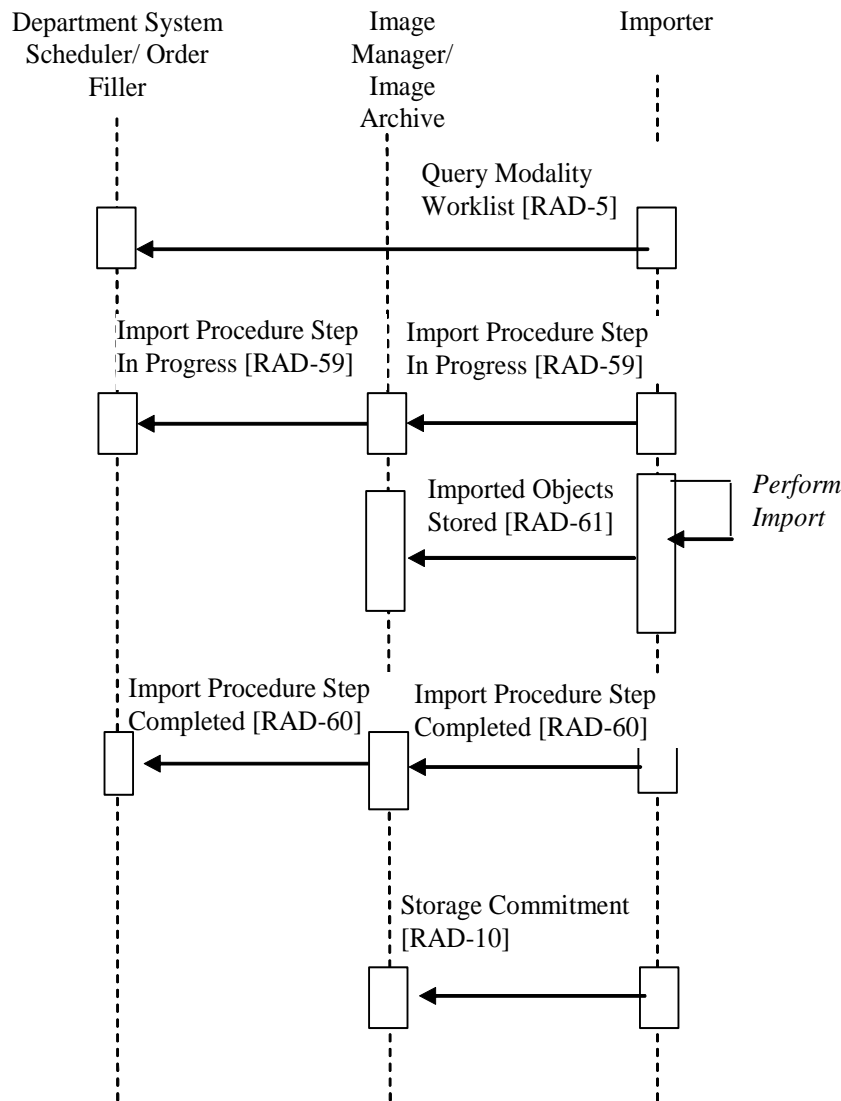 Department System
Scheduler/ Order
Filler
Image
Manager/
Image
Archive
Importer
Query Modality
Worklist [RAD-5]
Import Procedure Step
In Progress [RAD-59]
Import Procedure Step
In Progress [RAD-59]
Imported Objects
Stored [RAD-61]
Perform
Import
Import Procedure Step
Completed [RAD-60]
Import Procedure Step
Completed [RAD-60]
Storage Commitment
[RAD-10]